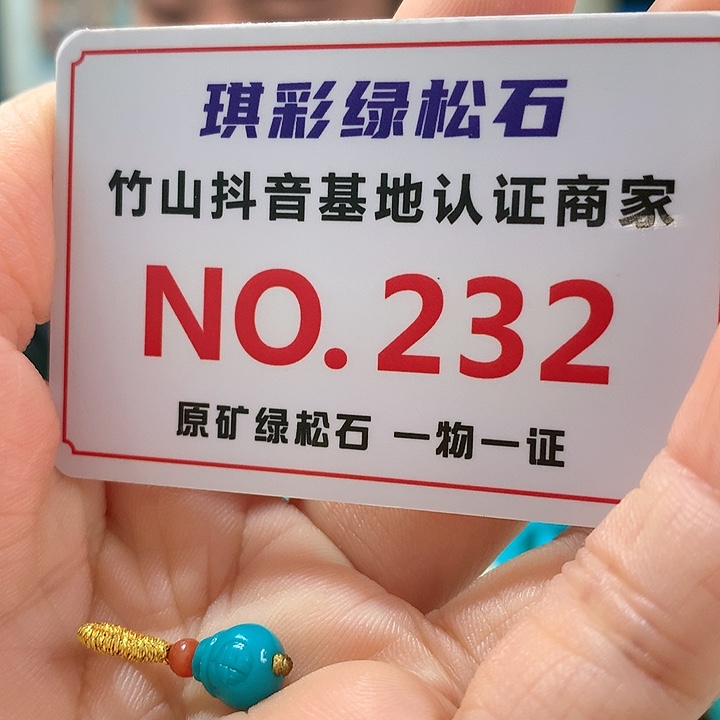 琪彩绿松石
竹山抖音基地认证商家
NO.232
原矿绿松石 一物一证